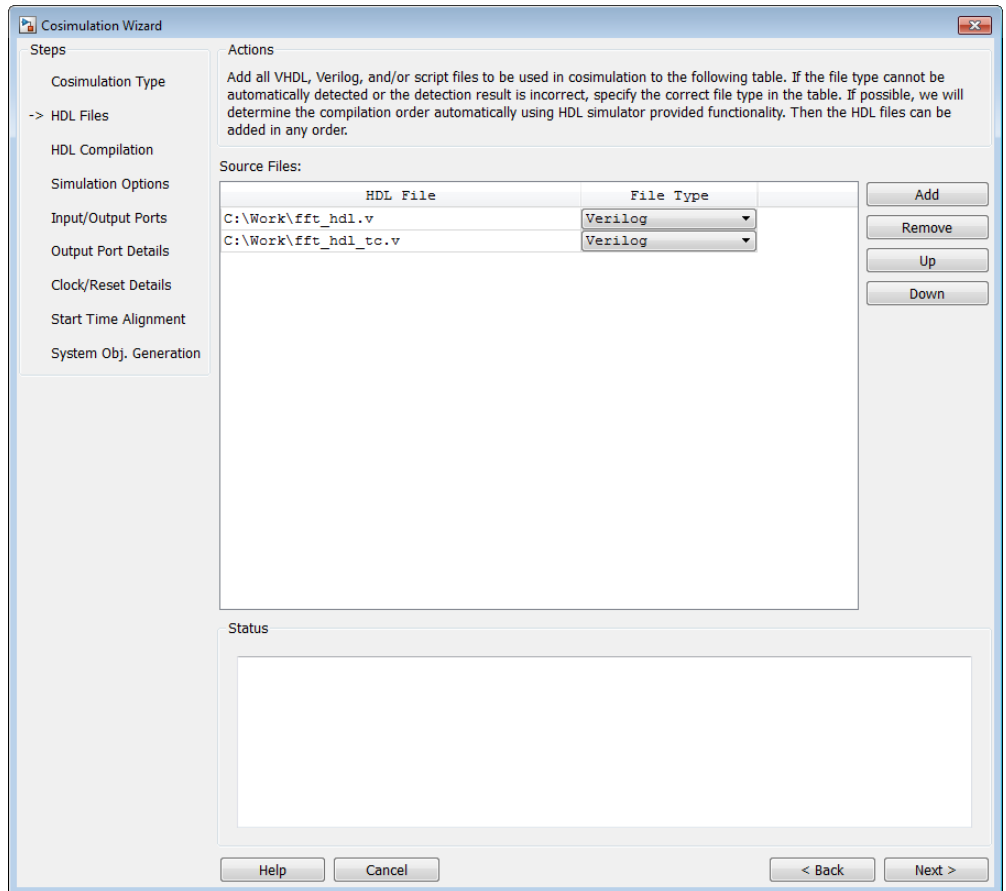 Cosimulation Wizard
Steps
Cosimulation Type
-> HDL Files
HDL Compilation
Simulation Options
Input/Output Ports
Output Port Details
Clock/Reset Details
Start Time Alignment
System Obj. Generation
Actions
Add all VHDL, Verilog, and/or script files to be used in cosimulation to the following table. If the file type cannot be
automatically detected or the detection result is incorrect, specify the correct file type in the table. If possible, we will
determine the compilation order automatically using HDL simulator provided functionality. Then the HDL files can be
added in any order.
Source Files:
HDL File File Type
C:\Work\fft_hdl.v Verilog
C:\Work\fft_hdl_tc.v Verilog
Add
Remove
Up
Down
Status
Help Cancel < Back Next >